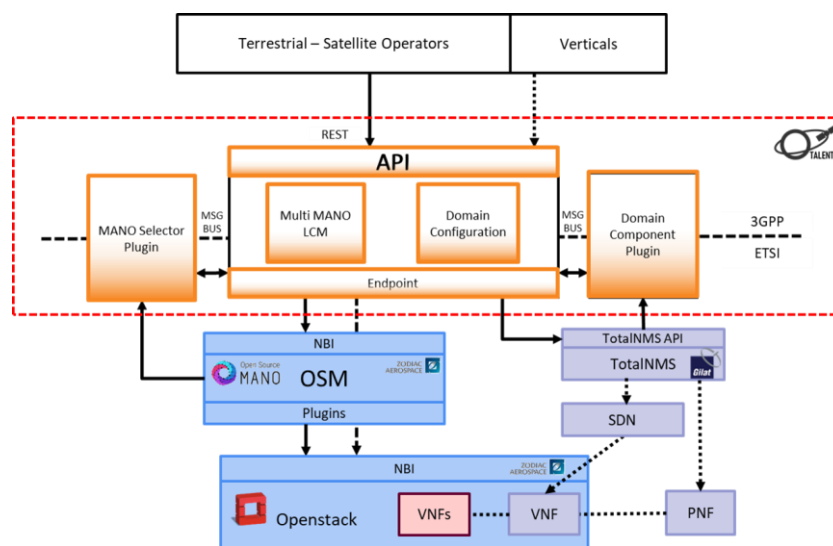 Terrestrial – Satellite Operators
Verticals
REST
TALENT
API
MANO Selector
Plugin
MSG
BUS
Multi MANO
LCM
Domain
Configuration
MSG
BUS
Domain
Component
Plugin
3GPP
ETSI
Endpoint
NBI
Open Source
MANO
OSM
ZODIAC
AEROSPACE
Plugins
TotalNMS API
TotalNMS
Gilat
SDN
NBI
ZODIAC
AEROSPACE
Openstack
VNFs
VNF
PNF